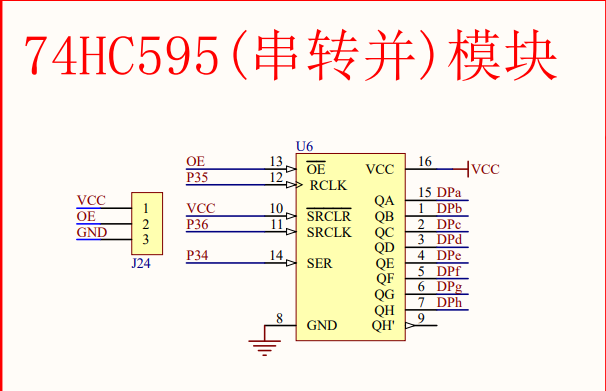 74HC595(串转并)模块
U6
OE 13 OE VCC 16 VCC
P35 12 RCLK
QA 15 DPa
VCC 10 SRCLR QB 1 DPb
P36 11 SRCLK QC 2 DPc
QD 3 DPd
P34 14 SER QE 4 DPe
QF 5 DPf
QG 6 DPg
QH 7 DPh
8 GND QH' 9
VCC 1
OE 2
GND 3
J24